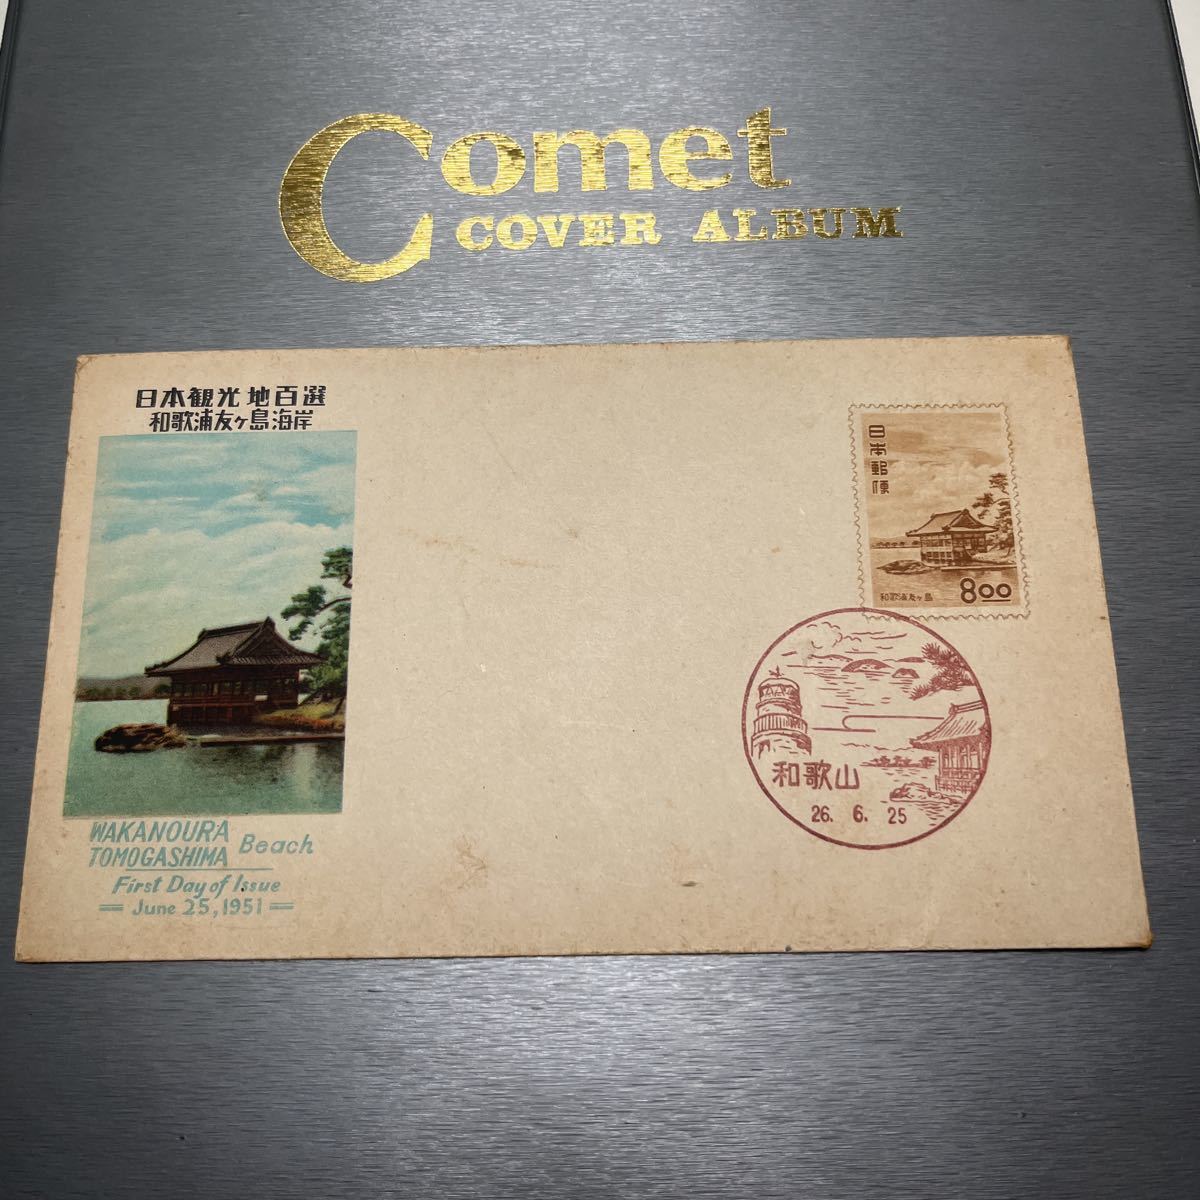 Comet
COVER ALBUM
日本観光地百選
和歌浦友ヶ島海岸
WAKANOURA
TOMOGASHIMA Beach
First Day of Issue
June 25, 1951
日本郵便
和歌浦友ヶ島
8.00
和歌山
26. 6. 25